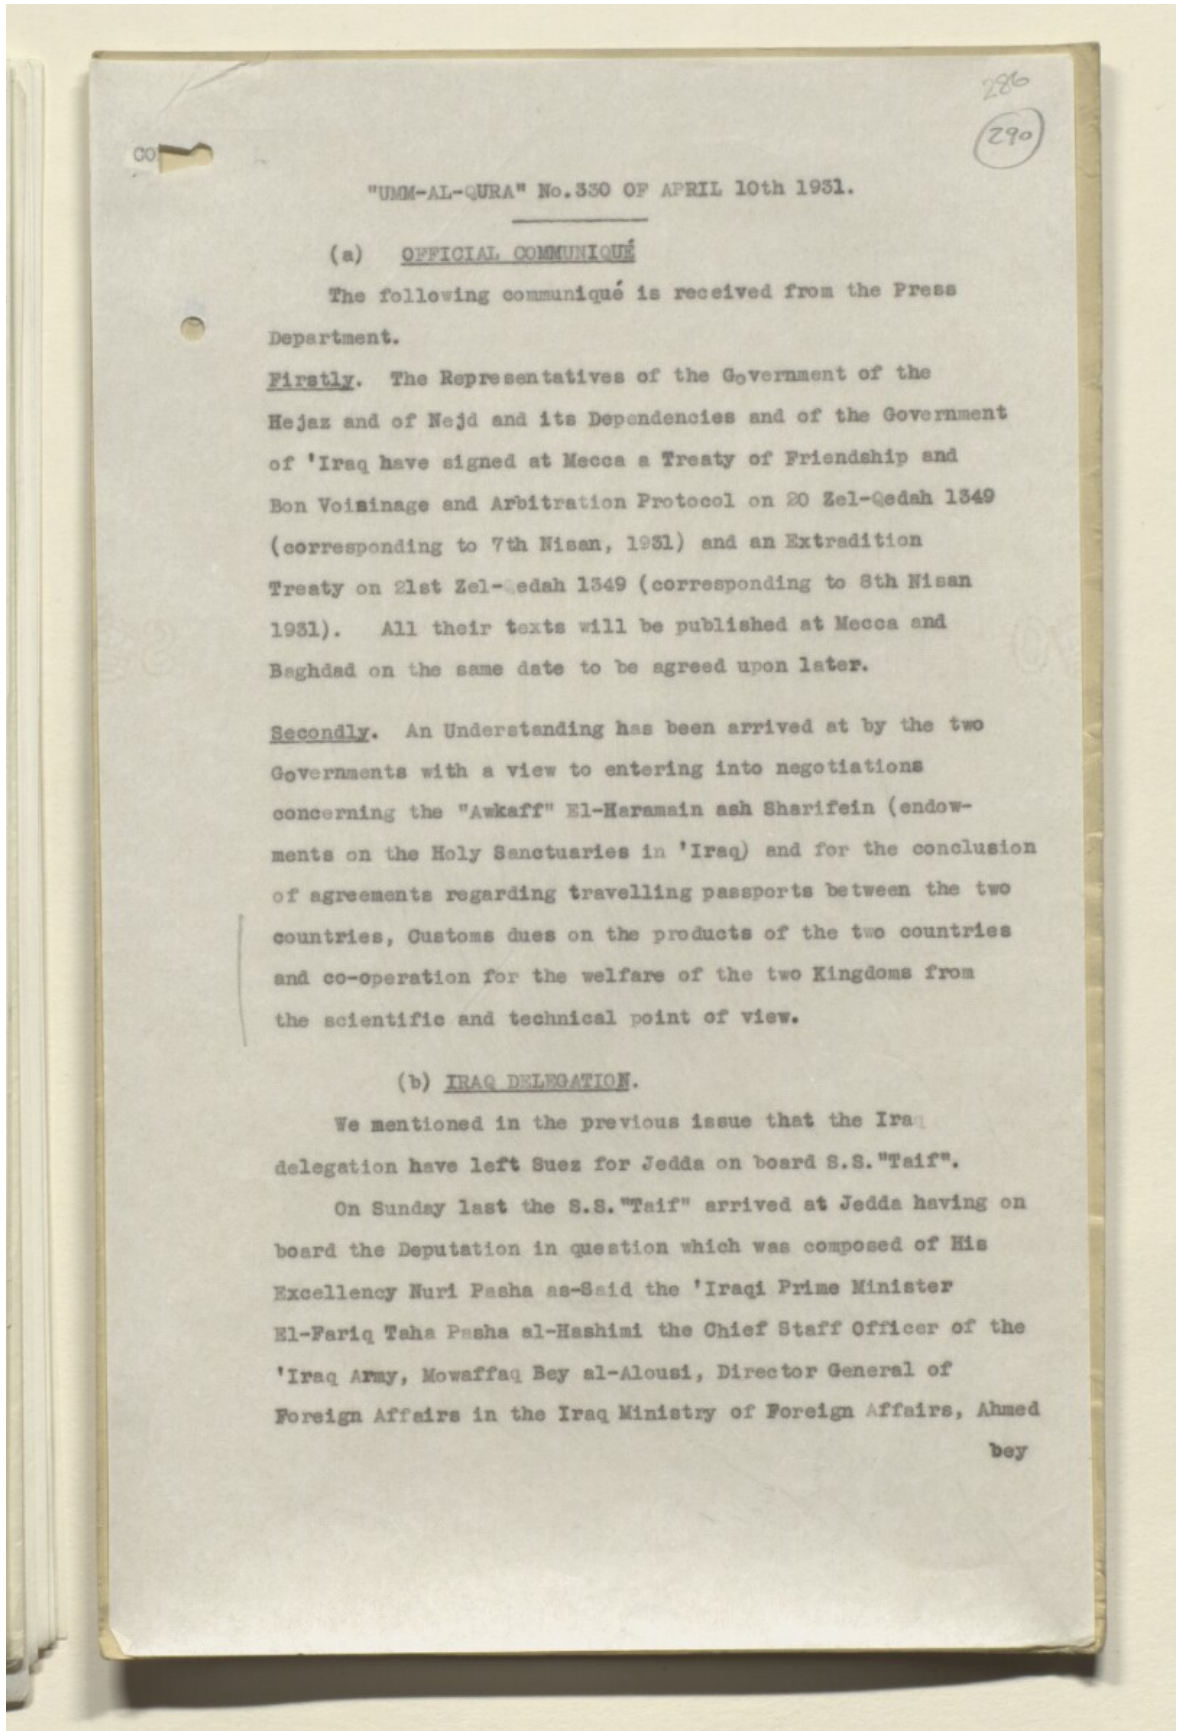 286
290
"UMM-AL-QURA" No.330 OF APRIL 10th 1931.
(a) OFFICIAL COMMUNIQUÉ
The following communiqué is received from the Press
Department.
Firstly. The Representatives of the Government of the
Hejaz and of Nejd and its Dependencies and of the Government
of 'Iraq have signed at Mecca a Treaty of Friendship and
Bon Voisinage and Arbitration Protocol on 20 Zel-Qedah 1349
(corresponding to 7th Nisan, 1931) and an Extradition
Treaty on 21st Zel-Qedah 1349 (corresponding to 8th Nisan
1931). All their texts will be published at Mecca and
Baghdad on the same date to be agreed upon later.
Secondly. An Understanding has been arrived at by the two
Governments with a view to entering into negotiations
concerning the "Awkaff" El-Haramain ash Sharifein (endow-
ments on the Holy Sanctuaries in 'Iraq) and for the conclusion
of agreements regarding travelling passports between the two
countries, Customs dues on the products of the two countries
and co-operation for the welfare of the two Kingdoms from
the scientific and technical point of view.
(b) IRAQ DELEGATION.
We mentioned in the previous issue that the Iraq
delegation have left Suez for Jedda on board S.S."Taif".
On Sunday last the S.S."Taif" arrived at Jedda having on
board the Deputation in question which was composed of His
Excellency Nuri Pasha as-Said the 'Iraqi Prime Minister
El-Fariq Taha Pasha al-Hashimi the Chief Staff Officer of the
'Iraq Army, Mowaffaq Bey al-Alousi, Director General of
Foreign Affairs in the Iraq Ministry of Foreign Affairs, Ahmed
bey